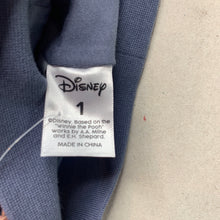 Disney
1
©Disney. Based on the
"Winnie the Pooh"
works by A.A. Milne
and E.H. Shepard.
MADE IN CHINA